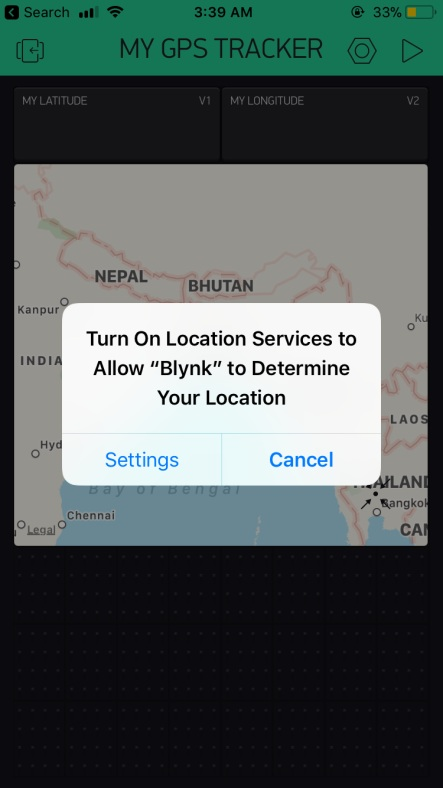 Search
3:39 AM
33%
MY GPS TRACKER
MY LATITUDE V1
MY LONGITUDE V2
NEPAL
BHUTAN
Kanpur
Ku
INDIA
Turn On Location Services to
Allow “Blynk” to Determine
Your Location
LAOS
Hyd
Settings
Cancel
Bay of Bengal
AILAND
Bangkok
Chennai
Legal
CAM